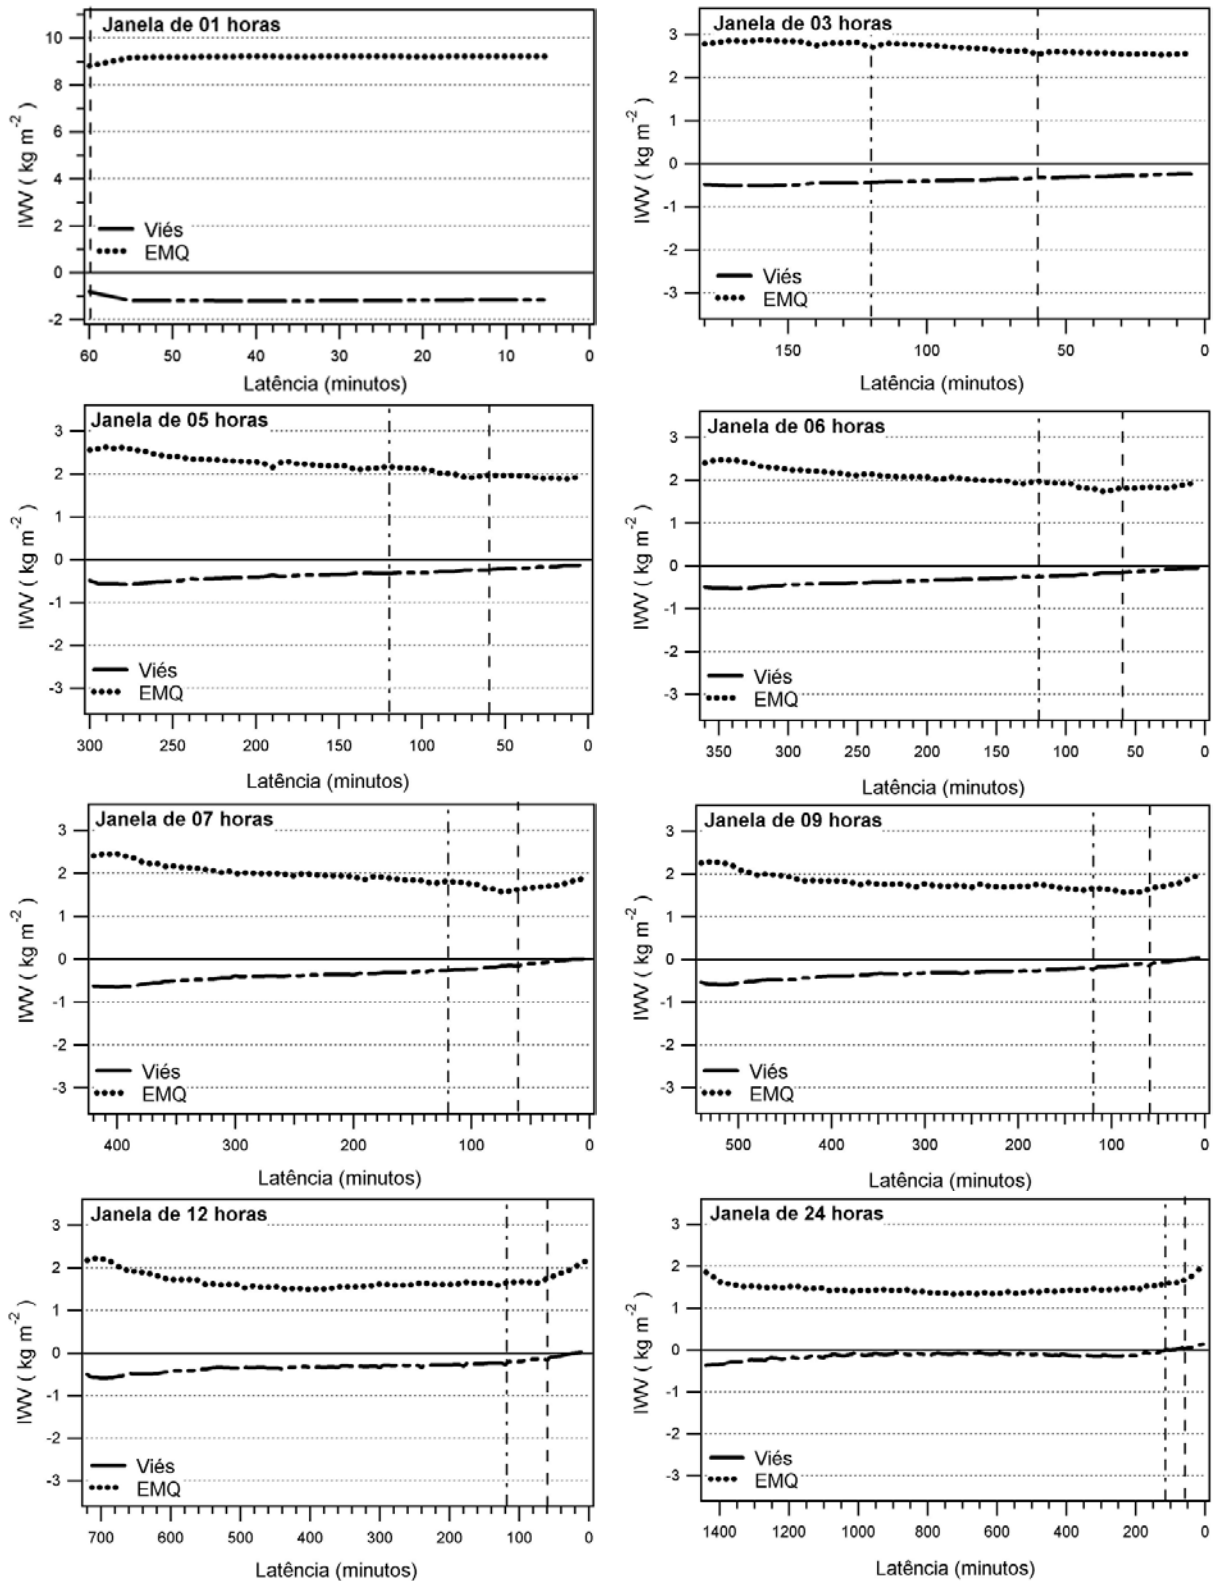 Janela de 01 horas
10
8
6
4
2
0
-2
IWV ( kg m-2 )
Viés
EMQ
60 50 40 30 20 10 0
Latência (minutos)
Janela de 03 horas
3
2
1
0
-1
-2
-3
IWV ( kg m-2 )
Viés
EMQ
150 100 50 0
Latência (minutos)
Janela de 05 horas
3
2
1
0
-1
-2
-3
IWV ( kg m-2 )
Viés
EMQ
300 250 200 150 100 50 0
Latência (minutos)
Janela de 06 horas
3
2
1
0
-1
-2
-3
IWV ( kg m-2 )
Viés
EMQ
350 300 250 200 150 100 50 0
Latência (minutos)
Janela de 07 horas
3
2
1
0
-1
-2
-3
IWV ( kg m-2 )
Viés
EMQ
400 300 200 100 0
Latência (minutos)
Janela de 09 horas
3
2
1
0
-1
-2
-3
IWV ( kg m-2 )
Viés
EMQ
500 400 300 200 100 0
Latência (minutos)
Janela de 12 horas
3
2
1
0
-1
-2
-3
IWV ( kg m-2 )
Viés
EMQ
700 600 500 400 300 200 100 0
Latência (minutos)
Janela de 24 horas
3
2
1
0
-1
-2
-3
IWV ( kg m-2 )
Viés
EMQ
1400 1200 1000 800 600 400 200 0
Latência (minutos)